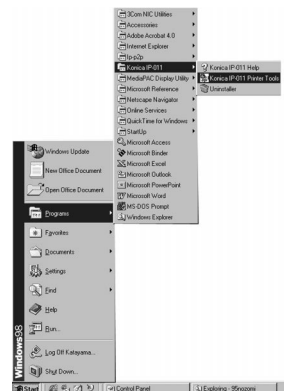 3Com NIC Utilities
Accessories
Adobe Acrobat 4.0
Internet Explorer
Ip-p2p
Konica IP-011
MediaPAC Display Utility
Microsoft Reference
Netscape Navigator
Online Services
QuickTime for Windows
StartUp
Microsoft Access
Microsoft Binder
Microsoft Excel
Microsoft Outlook
Microsoft PowerPoint
Microsoft Word
MS-DOS Prompt
Windows Explorer
Konica IP-011 Help
Konica IP-011 Printer Tools
Uninstaller
Windows Update
New Office Document
Open Office Document
Programs
Favorites
Documents
Settings
Find
Help
Run...
Log Off Katayama...
Shut Down...
Windows98
Start
Control Panel
Exploring - 95nozomi